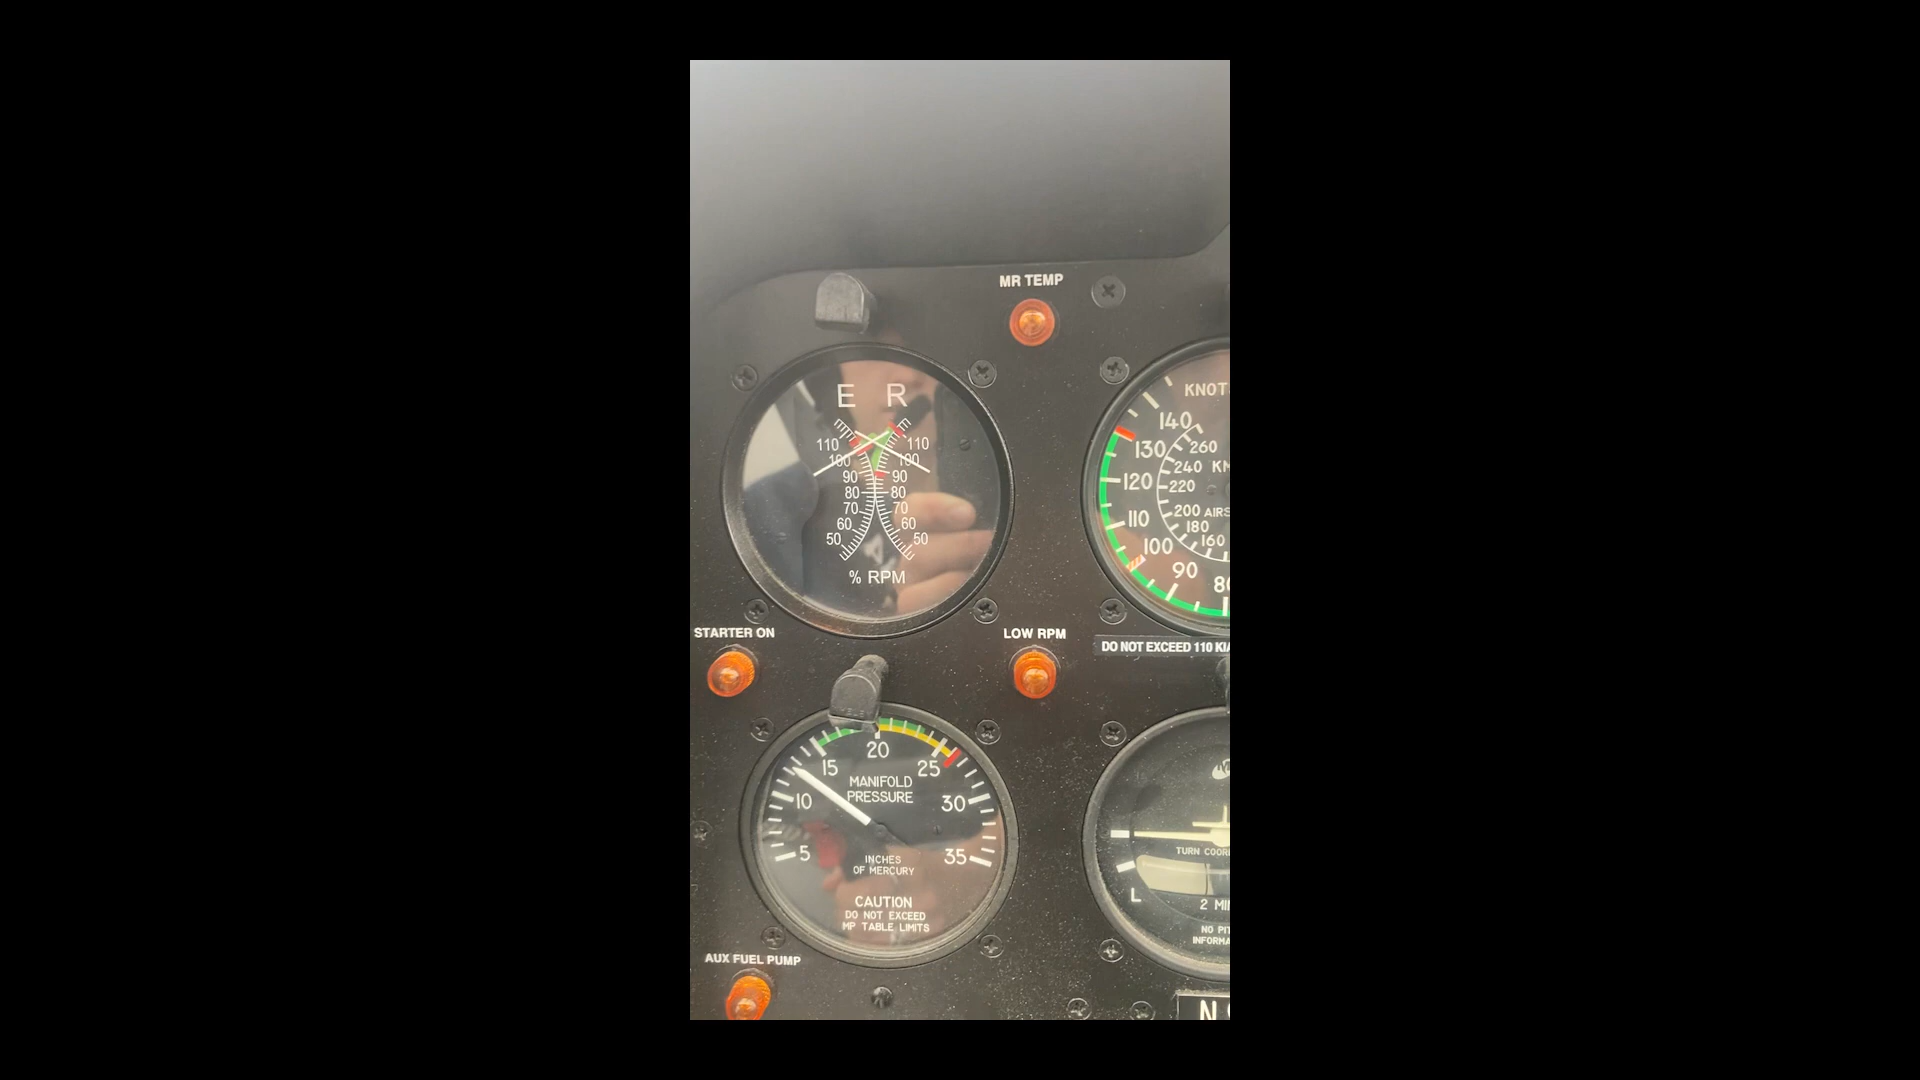 MR TEMP
E R
110 110
100 100
90 90
80 80
70 70
60 60
50 50
% RPM
KNOT
140
130
120
110
100
90
260
240 KM
220
200 AIRS
180
160
STARTER ON
LOW RPM
DO NOT EXCEED 110
5
10
15
20
25
30
35
MANIFOLD
PRESSURE
INCHES
OF MERCURY
CAUTION
DO NOT EXCEED
MP TABLE LIMITS
TURN
L
2
NO
AUX FUEL PUMP
N